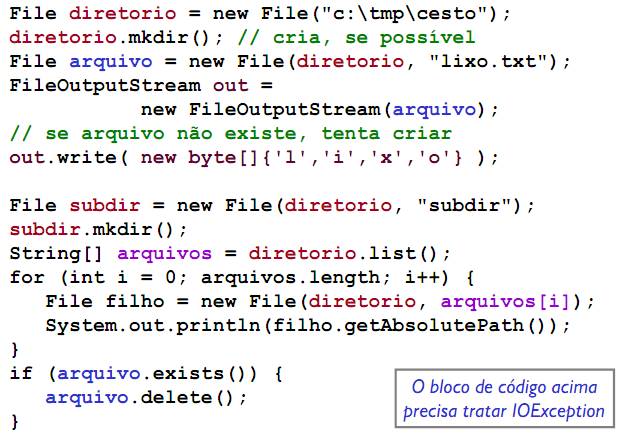 File diretorio = new File("c:\tmp\cesto");
diretorio.mkdir(); // cria, se possível
File arquivo = new File(diretorio, "lixo.txt");
FileOutputStream out =
new FileOutputStream(arquivo);
// se arquivo não existe, tenta criar
out.write( new byte[]{'l','i','x','o'} );
File subdir = new File(diretorio, "subdir");
subdir.mkdir();
String[] arquivos = diretorio.list();
for (int i = 0; arquivos.length; i++) {
File filho = new File(diretorio, arquivos[i]);
System.out.println(filho.getAbsolutePath());
}
if (arquivo.exists()) {
arquivo.delete();
}
O bloco de código acima
precisa tratar IOException